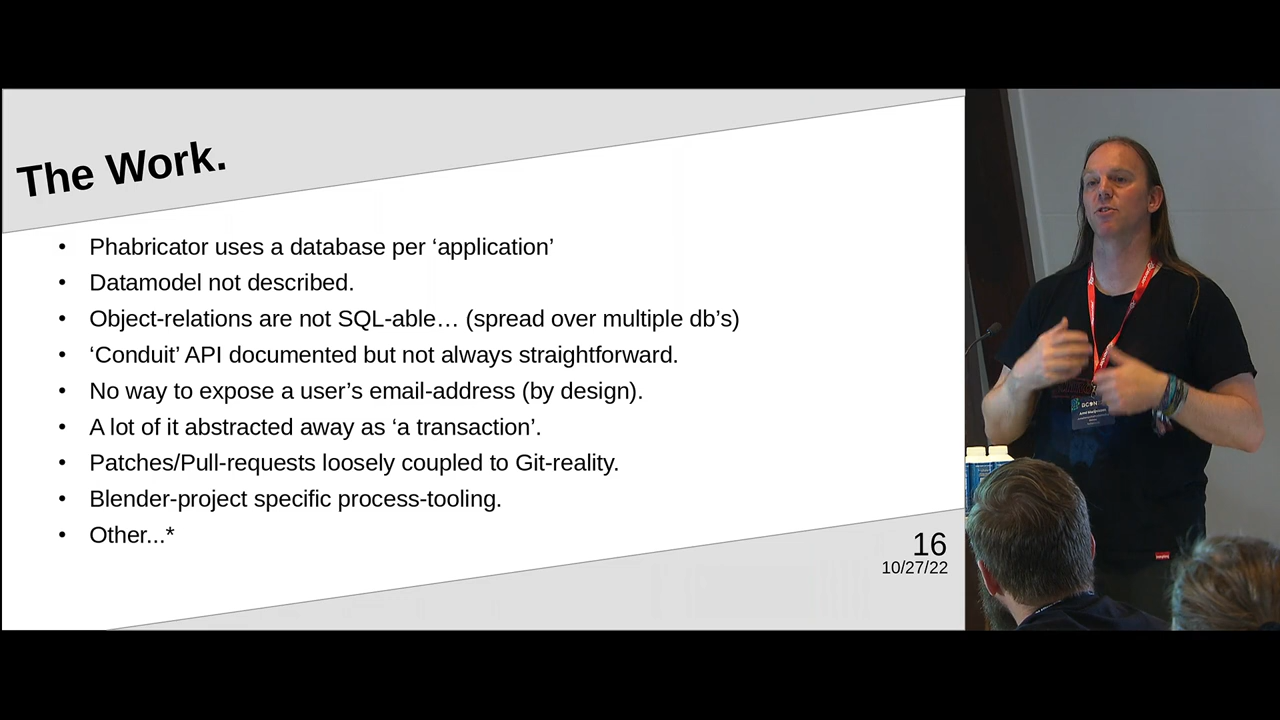 The Work.
• Phabricator uses a database per ‘application’
• Datamodel not described.
• Object-relations are not SQL-able… (spread over multiple db’s)
• ‘Conduit’ API documented but not always straightforward.
• No way to expose a user’s email-address (by design).
• A lot of it abstracted away as ‘a transaction’.
• Patches/Pull-requests loosely coupled to Git-reality.
• Blender-project specific process-tooling.
• Other...*
16
10/27/22